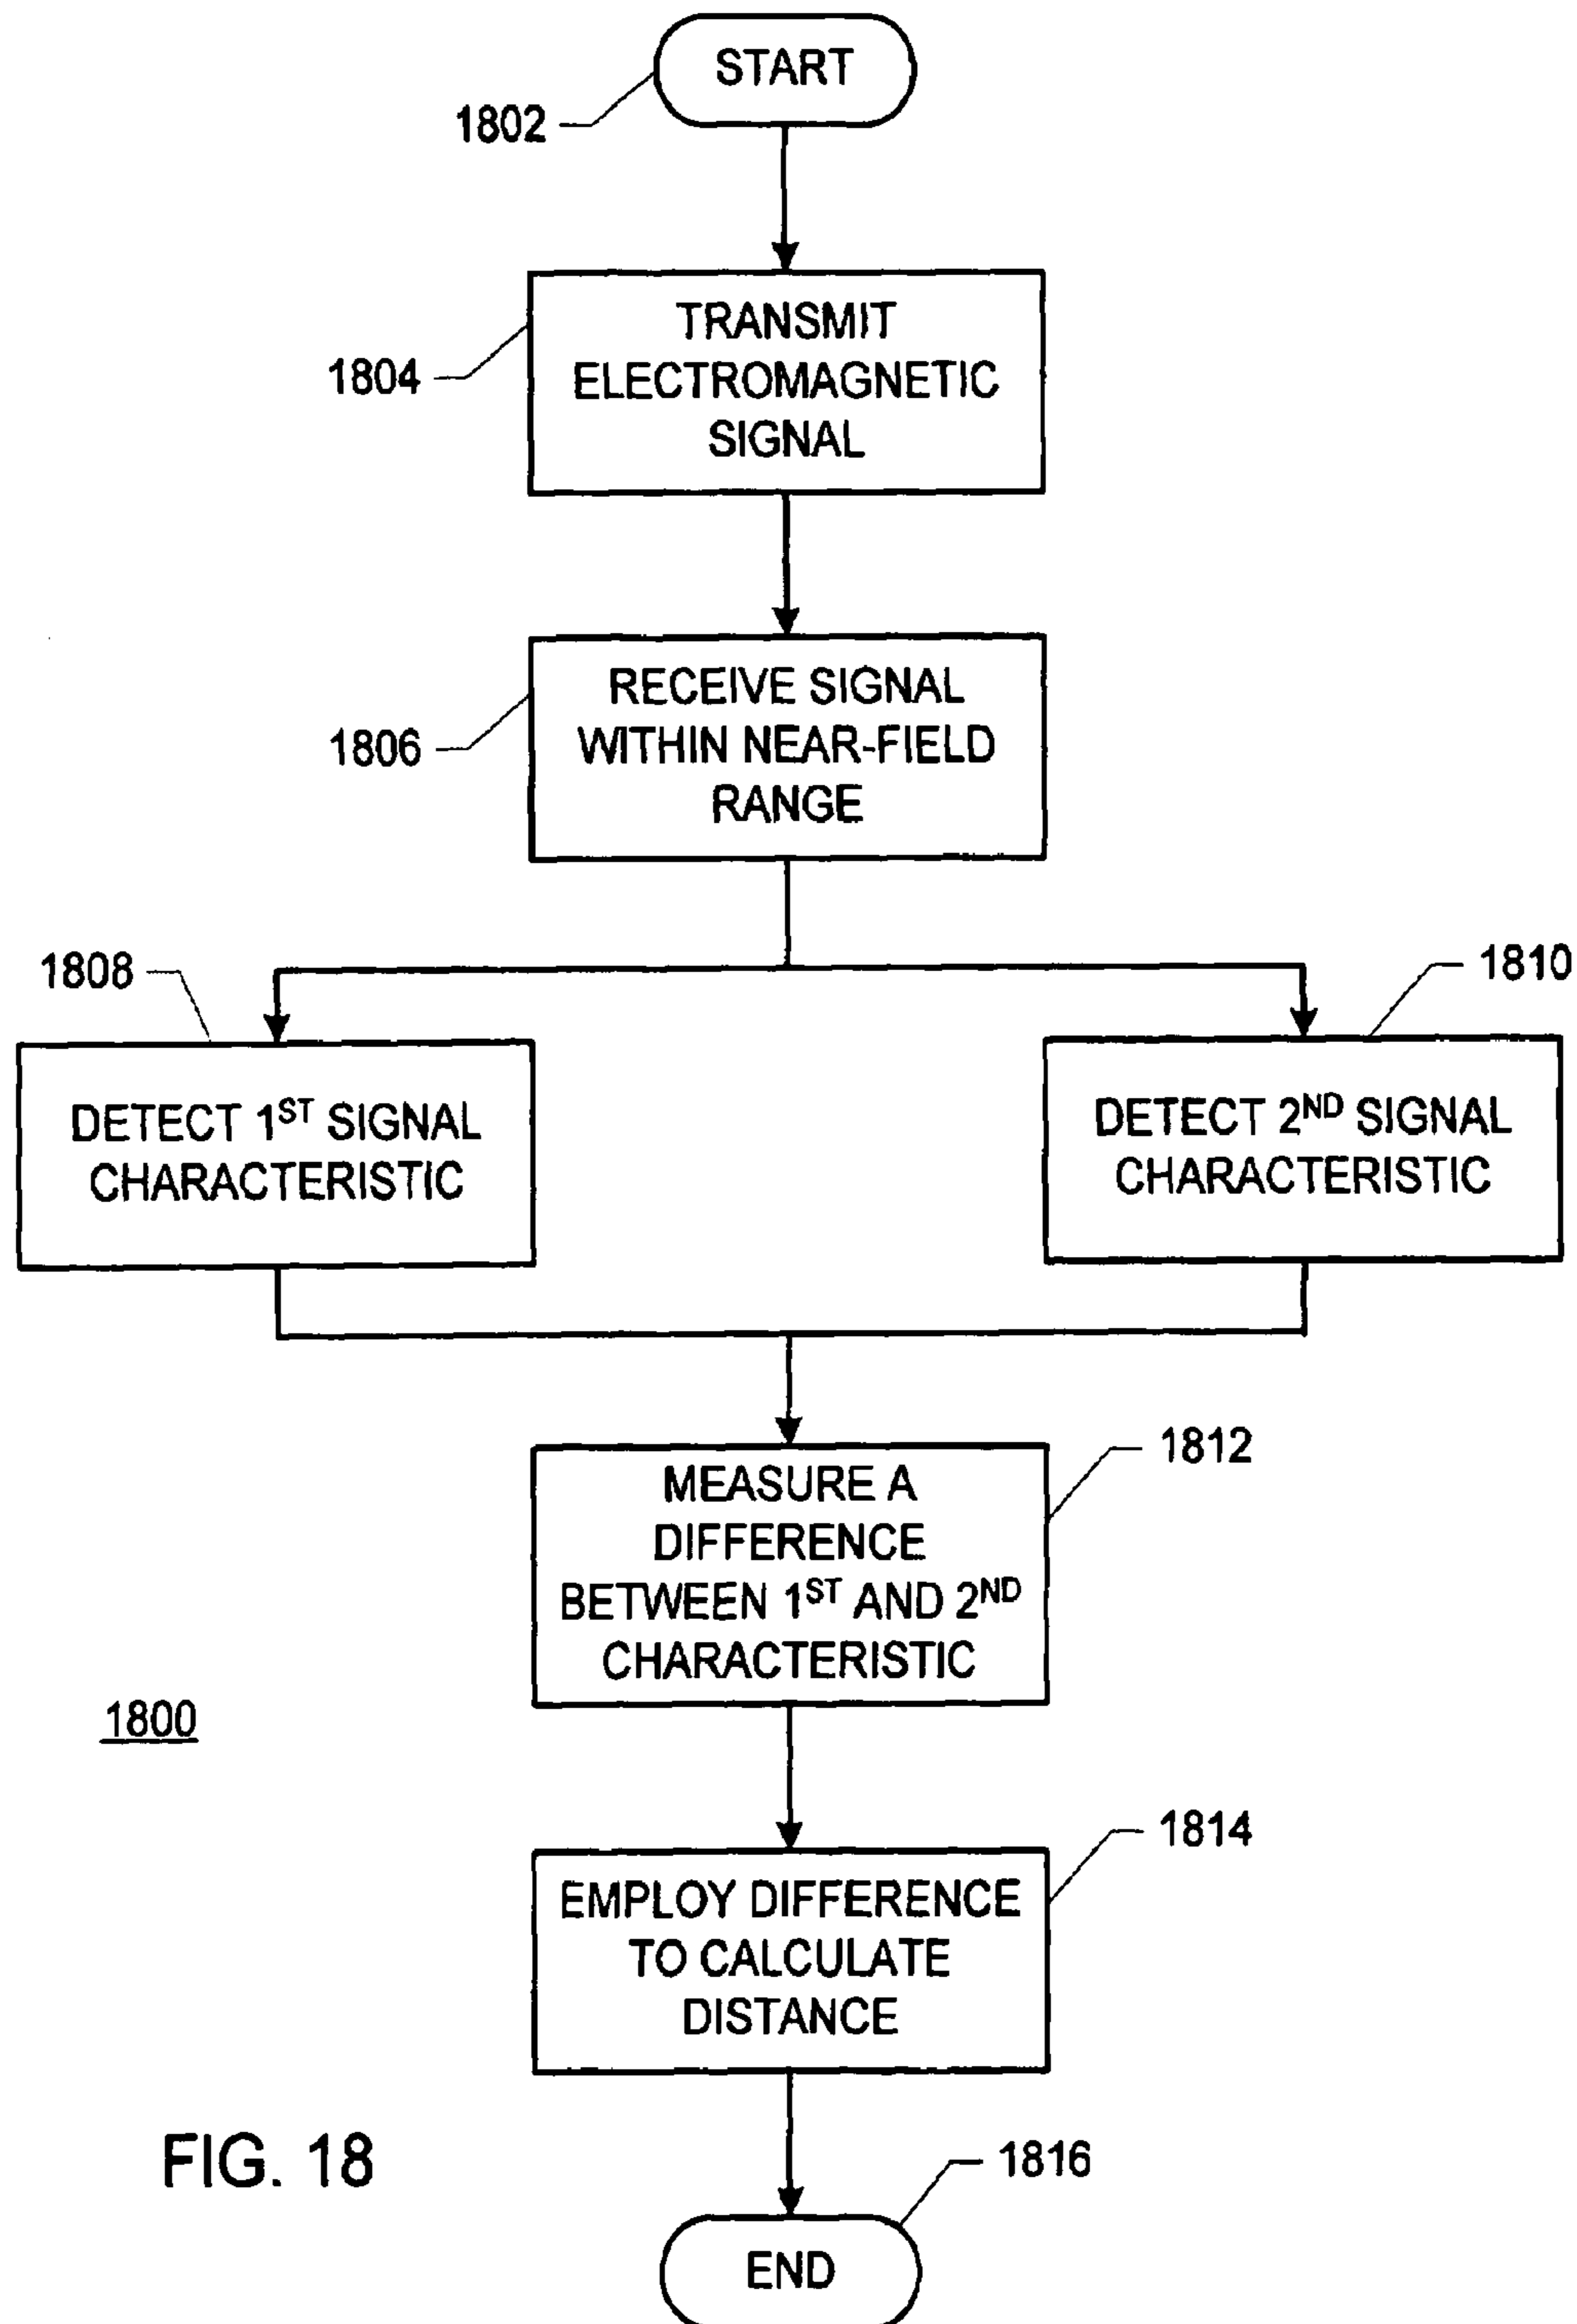 START
1802
TRANSMIT
ELECTROMAGNETIC
SIGNAL
1804
RECEIVE SIGNAL
WITHIN NEAR-FIELD
RANGE
1806
1808
1810
DETECT 1ST SIGNAL
CHARACTERISTIC
DETECT 2ND SIGNAL
CHARACTERISTIC
1812
MEASURE A
DIFFERENCE
BETWEEN 1ST AND 2ND
CHARACTERISTIC
1800
1814
EMPLOY DIFFERENCE
TO CALCULATE
DISTANCE
FIG. 18
1816
END